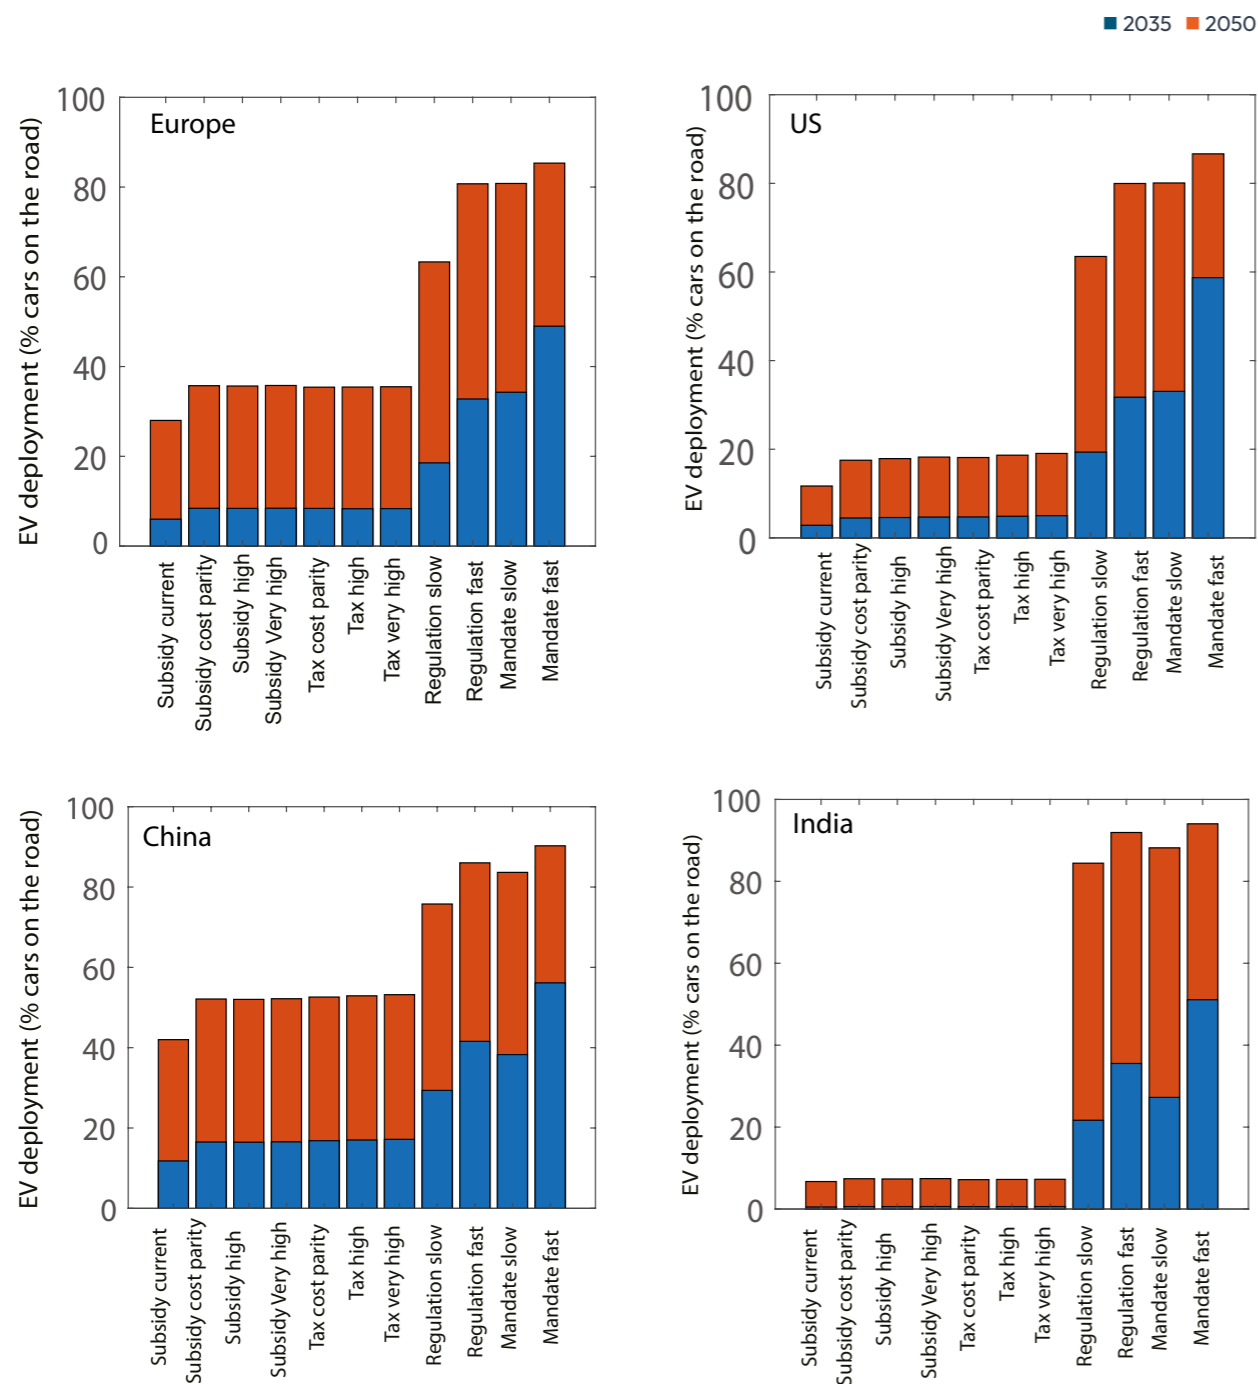 2035 2050
Europe
EV deployment (% cars on the road)
100
80
60
40
20
0
Subsidy current
Subsidy cost parity
Subsidy high
Subsidy Very high
Tax cost parity
Tax high
Tax very high
Regulation slow
Regulation fast
Mandate slow
Mandate fast
US
EV deployment (% cars on the road)
100
80
60
40
20
0
Subsidy current
Subsidy cost parity
Subsidy high
Subsidy Very high
Tax cost parity
Tax high
Tax very high
Regulation slow
Regulation fast
Mandate slow
Mandate fast
China
EV deployment (% cars on the road)
100
80
60
40
20
0
Subsidy current
Subsidy cost parity
Subsidy high
Subsidy Very high
Tax cost parity
Tax high
Tax very high
Regulation slow
Regulation fast
Mandate slow
Mandate fast
India
EV deployment (% cars on the road)
100
80
60
40
20
0
Subsidy current
Subsidy cost parity
Subsidy high
Subsidy Very high
Tax cost parity
Tax high
Tax very high
Regulation slow
Regulation fast
Mandate slow
Mandate fast